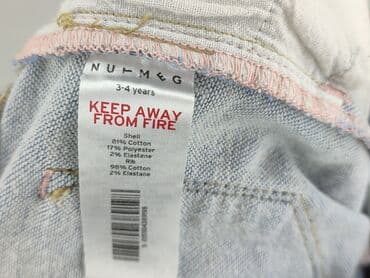 NUTMEG
3-4 years
KEEP AWAY
FROM FIRE
Shell
81% Cotton
17% Polyester
2% Elastane
Rib
98% Cotton
2% Elastane